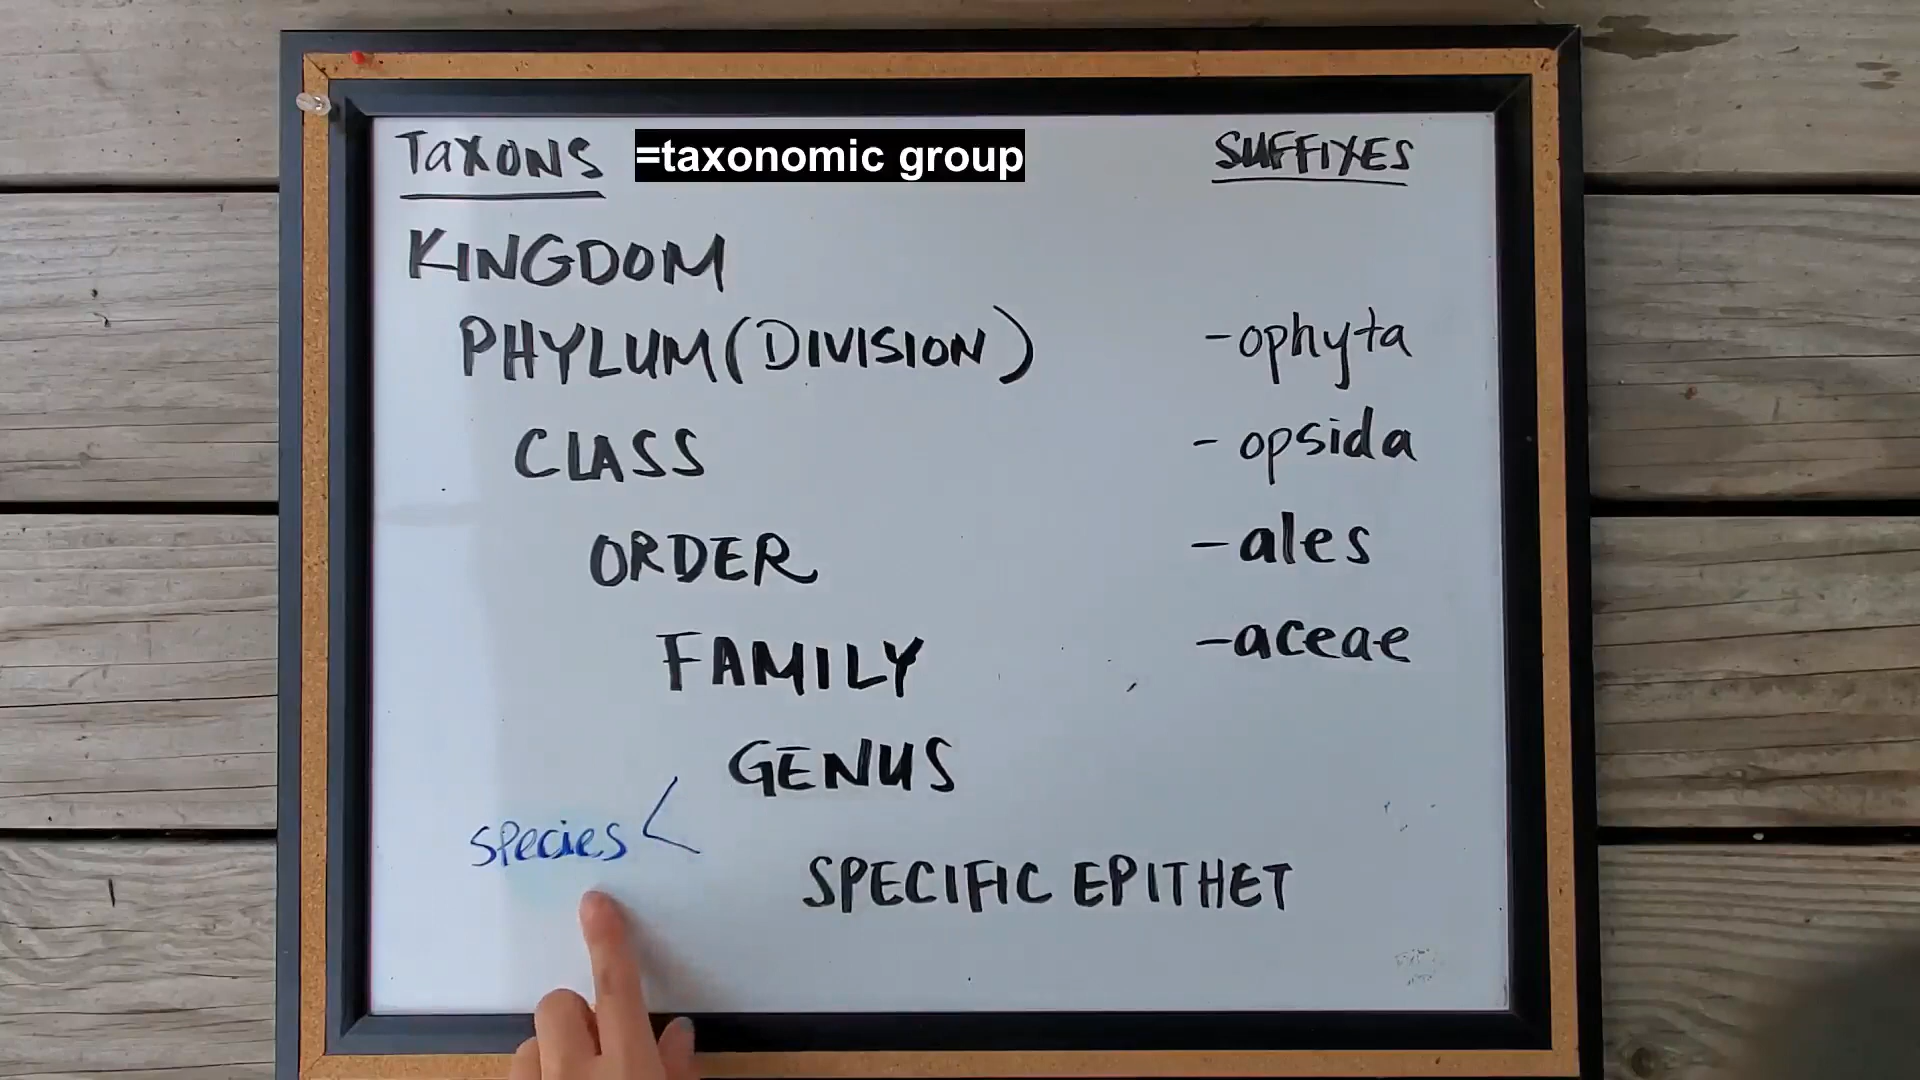 TaXONS =taxonomic group SUFFIXES
KINGDOM
PHYLUM (DIVISION) -ophyta
CLASS - opsida
ORDER -ales
FAMILY -aceae
GENUS
species <
SPECIFIC EPITHET